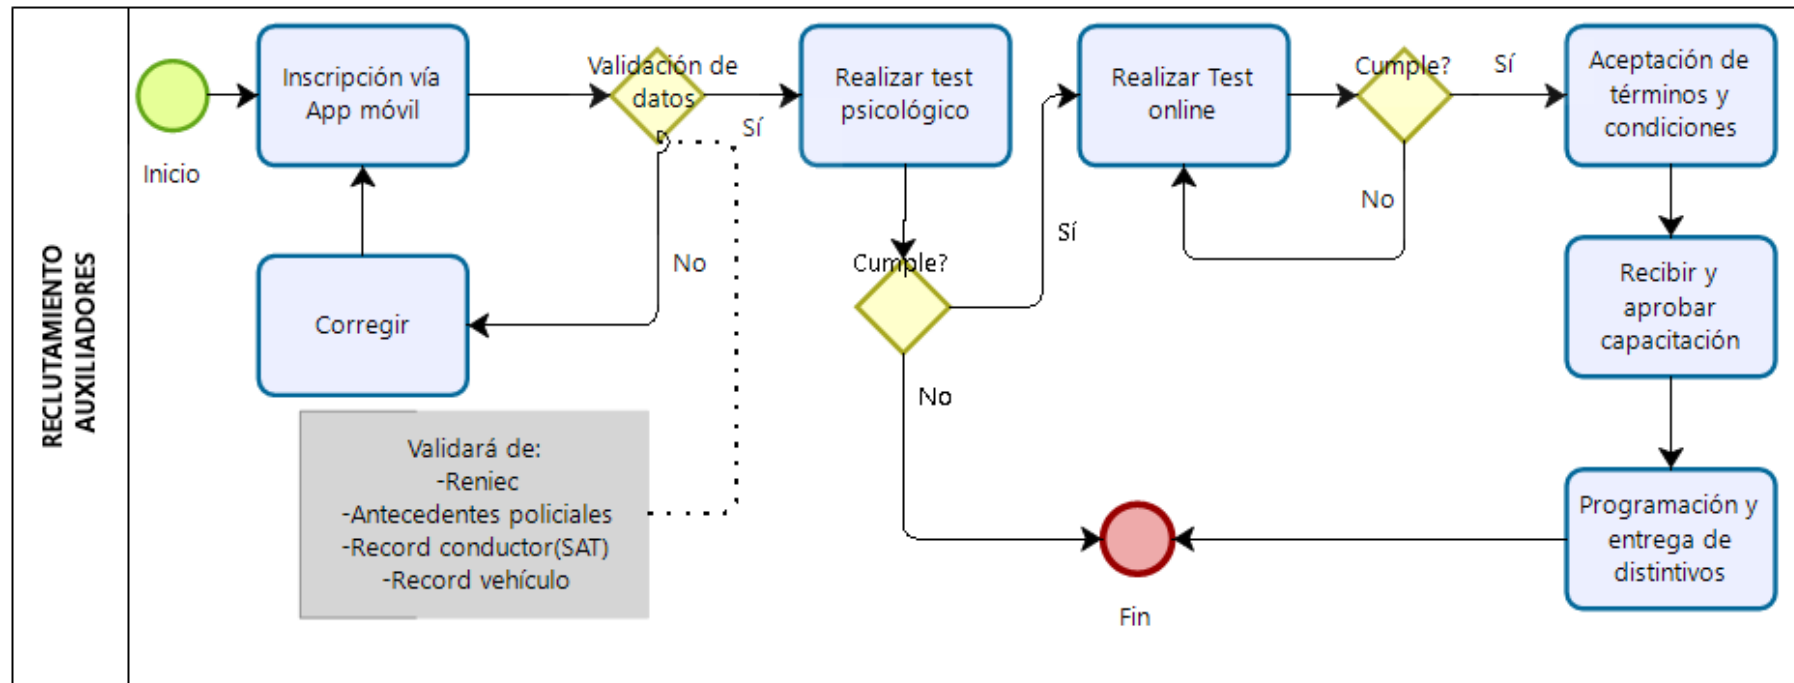 RECLUTAMIENTO
AUXILIADORES
Inicio
Inscripción vía
App móvil
Validación de
datos
Sí
No
Corregir
Validará de:
-Reniec
-Antecedentes policiales
-Record conductor(SAT)
-Record vehículo
Realizar test
psicológico
Cumple?
Sí
No
Realizar Test
online
Cumple?
Sí
No
Aceptación de
términos y
condiciones
Recibir y
aprobar
capacitación
Programación y
entrega de
distintivos
Fin